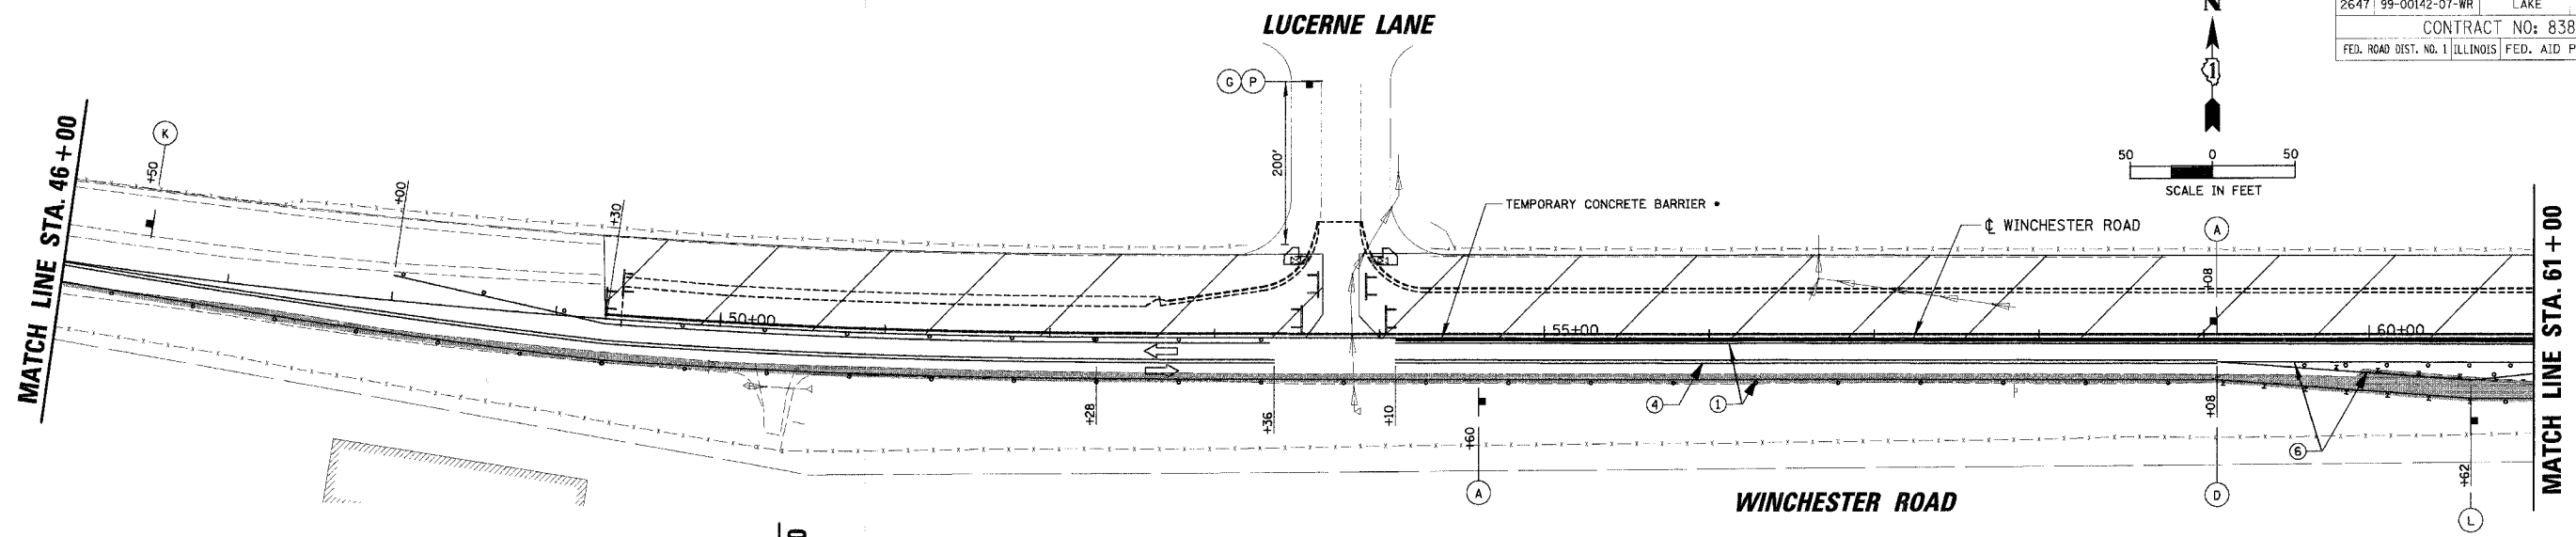 LUCERNE LANE
N
1
2647 99-00142-07-WR LAKE
CONTRACT NO: 838
FED. ROAD DIST. NO. 1 ILLINOIS FED. AID P
G P
200'
50 0 50
SCALE IN FEET
MATCH LINE STA. 46+00
K
+50
+00
+30
TEMPORARY CONCRETE BARRIER *
℄ WINCHESTER ROAD
A
+08
MATCH LINE STA. 61+00
50+00
55+00
60+00
+28
+36
+10
+60
A
4
1
+08
D
6
+62
L
WINCHESTER ROAD
0